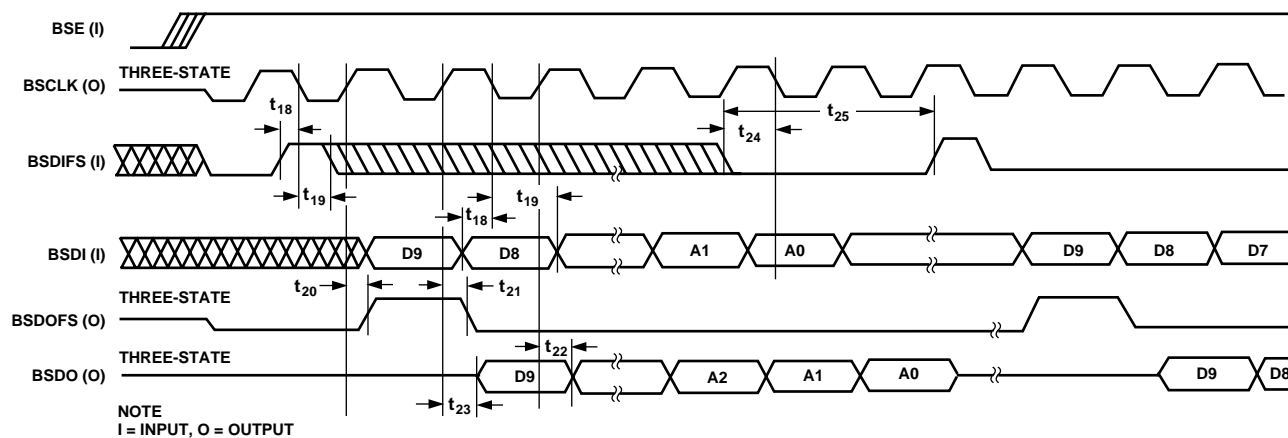 BSE (I)
THREE-STATE
BSCLK (O)
t18
t24
t25
BSDIFS (I)
t19
t18
t19
BSDI (I)
D9
D8
A1
A0
D9
D8
D7
THREE-STATE
t20
t21
BSDOFS (O)
THREE-STATE
t22
BSDO (O)
D9
A2
A1
A0
D9
D8
t23
NOTE
I = INPUT, O = OUTPUT